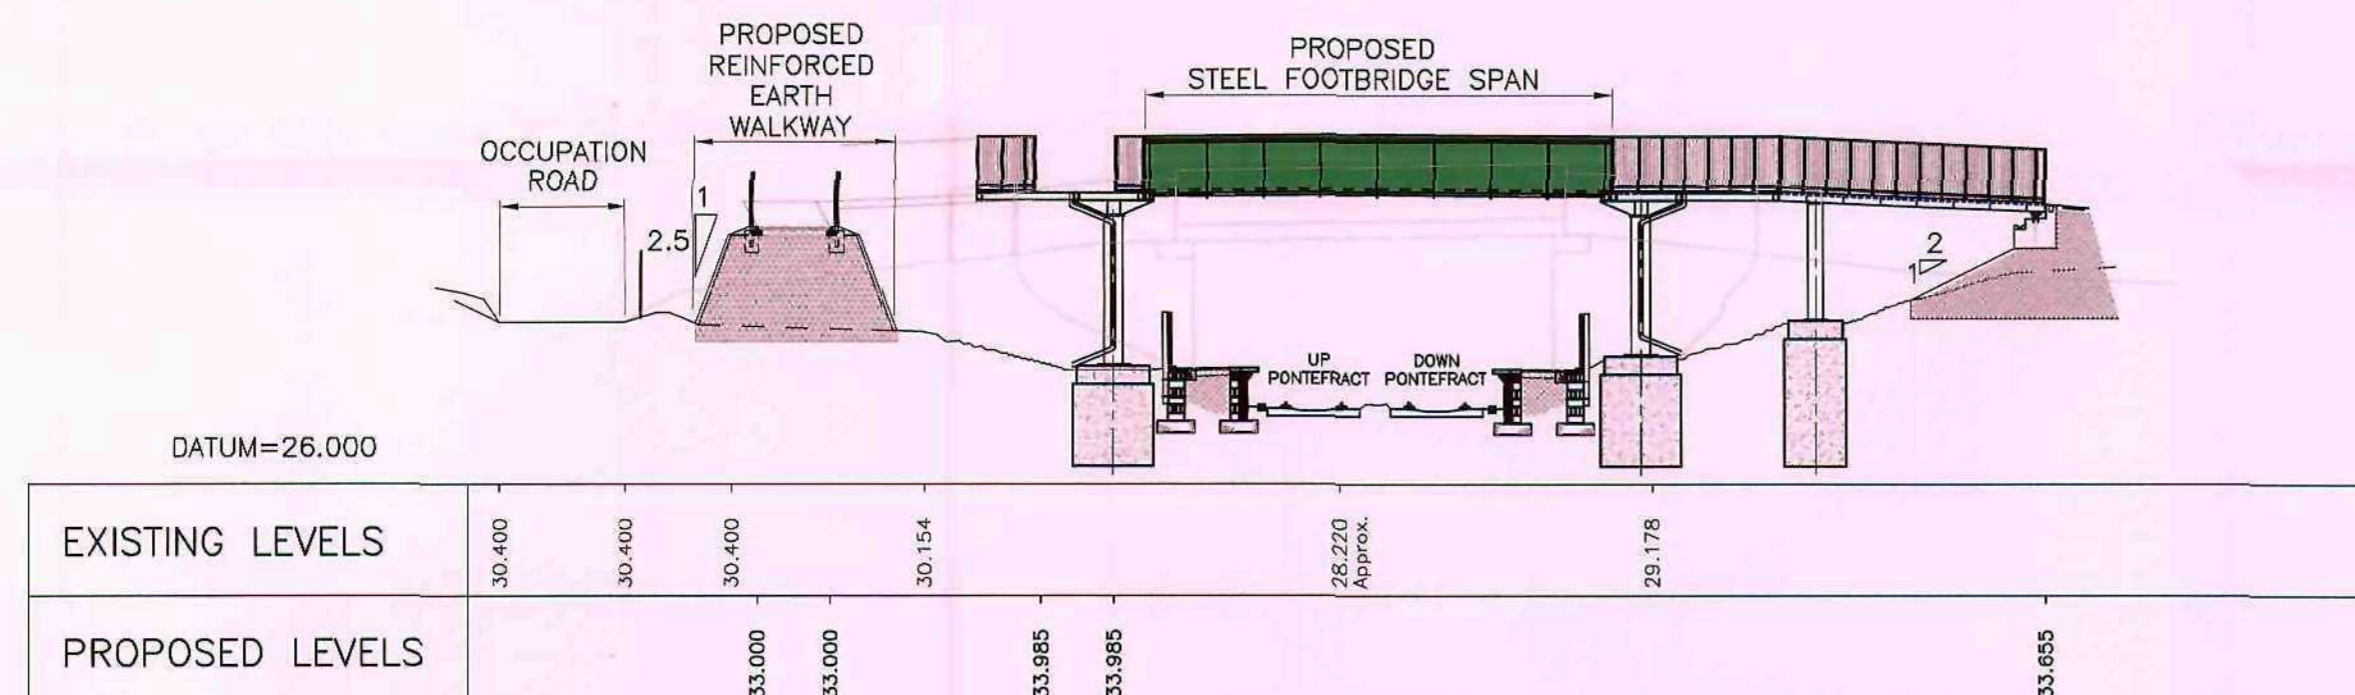 PROPOSED
REINFORCED
EARTH
WALKWAY
PROPOSED
STEEL FOOTBRIDGE SPAN
OCCUPATION
ROAD
1
2.5
2
1
UP
PONTEFRACT
DOWN
PONTEFRACT
DATUM=26.000
EXISTING LEVELS
30.400
30.400
30.400
30.154
28.220
Approx.
29.178
PROPOSED LEVELS
33.000
33.000
33.985
33.985
33.655